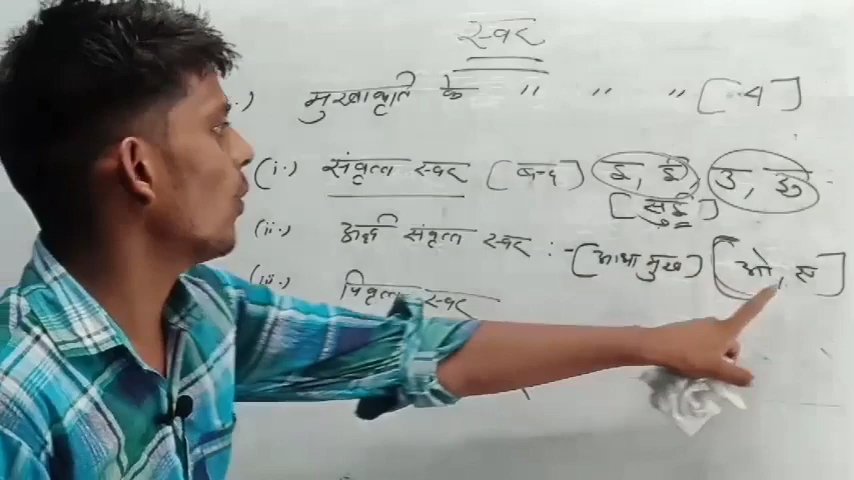 स्वर
) मुखाकृति के " " " [ 4 ]
(i.) संवृत्त स्वर [बन्द] इ, ई उ, ऊ
[सुई]
(ii.) अर्द्ध संवृत्त स्वर :- [आधा मुख] [ओ, ए]
(iii.) विवृत्त स्वर